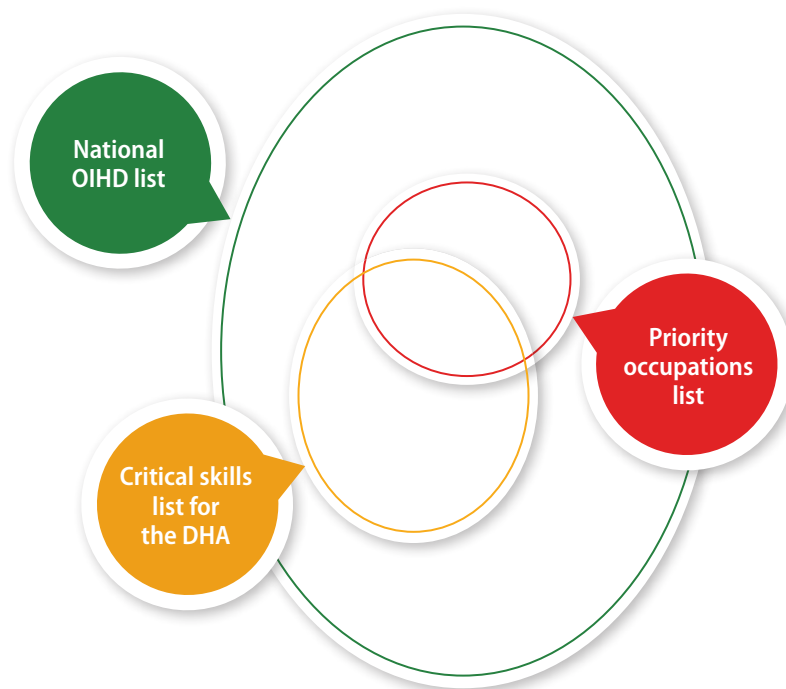 National
OIHD list
Priority
occupations
list
Critical skills
list for
the DHA